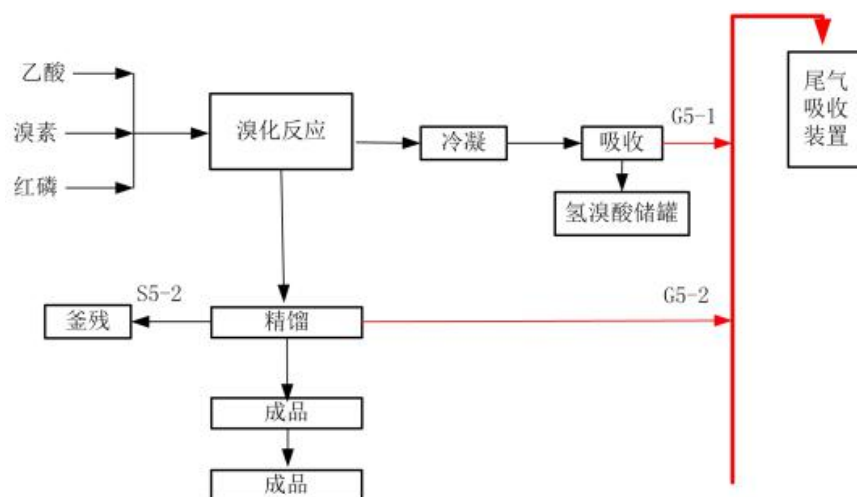 乙酸
溴素
红磷
溴化反应
冷凝
吸收
G5-1
尾气
吸收
装置
氢溴酸储罐
S5-2
釜残
精馏
G5-2
成品
成品